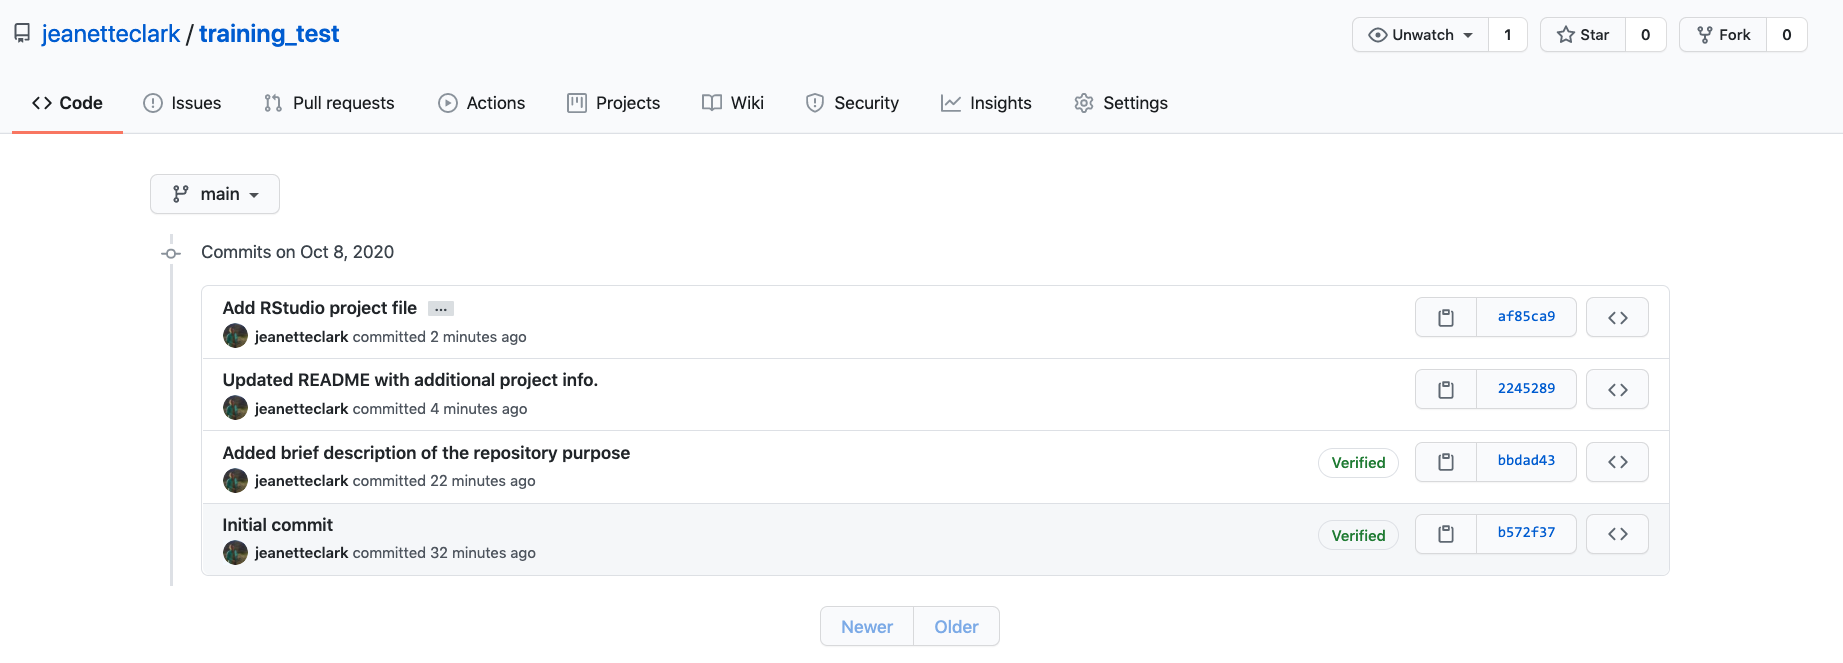 jeanetteclark / training_test Unwatch 1 Star 0 Fork 0
Code Issues Pull requests Actions Projects Wiki Security Insights Settings
main
Commits on Oct 8, 2020
Add RStudio project file …
jeanetteclark committed 2 minutes ago af85ca9
Updated README with additional project info.
jeanetteclark committed 4 minutes ago 2245289
Added brief description of the repository purpose
jeanetteclark committed 22 minutes ago Verified bbdad43
Initial commit
jeanetteclark committed 32 minutes ago Verified b572f37
Newer Older